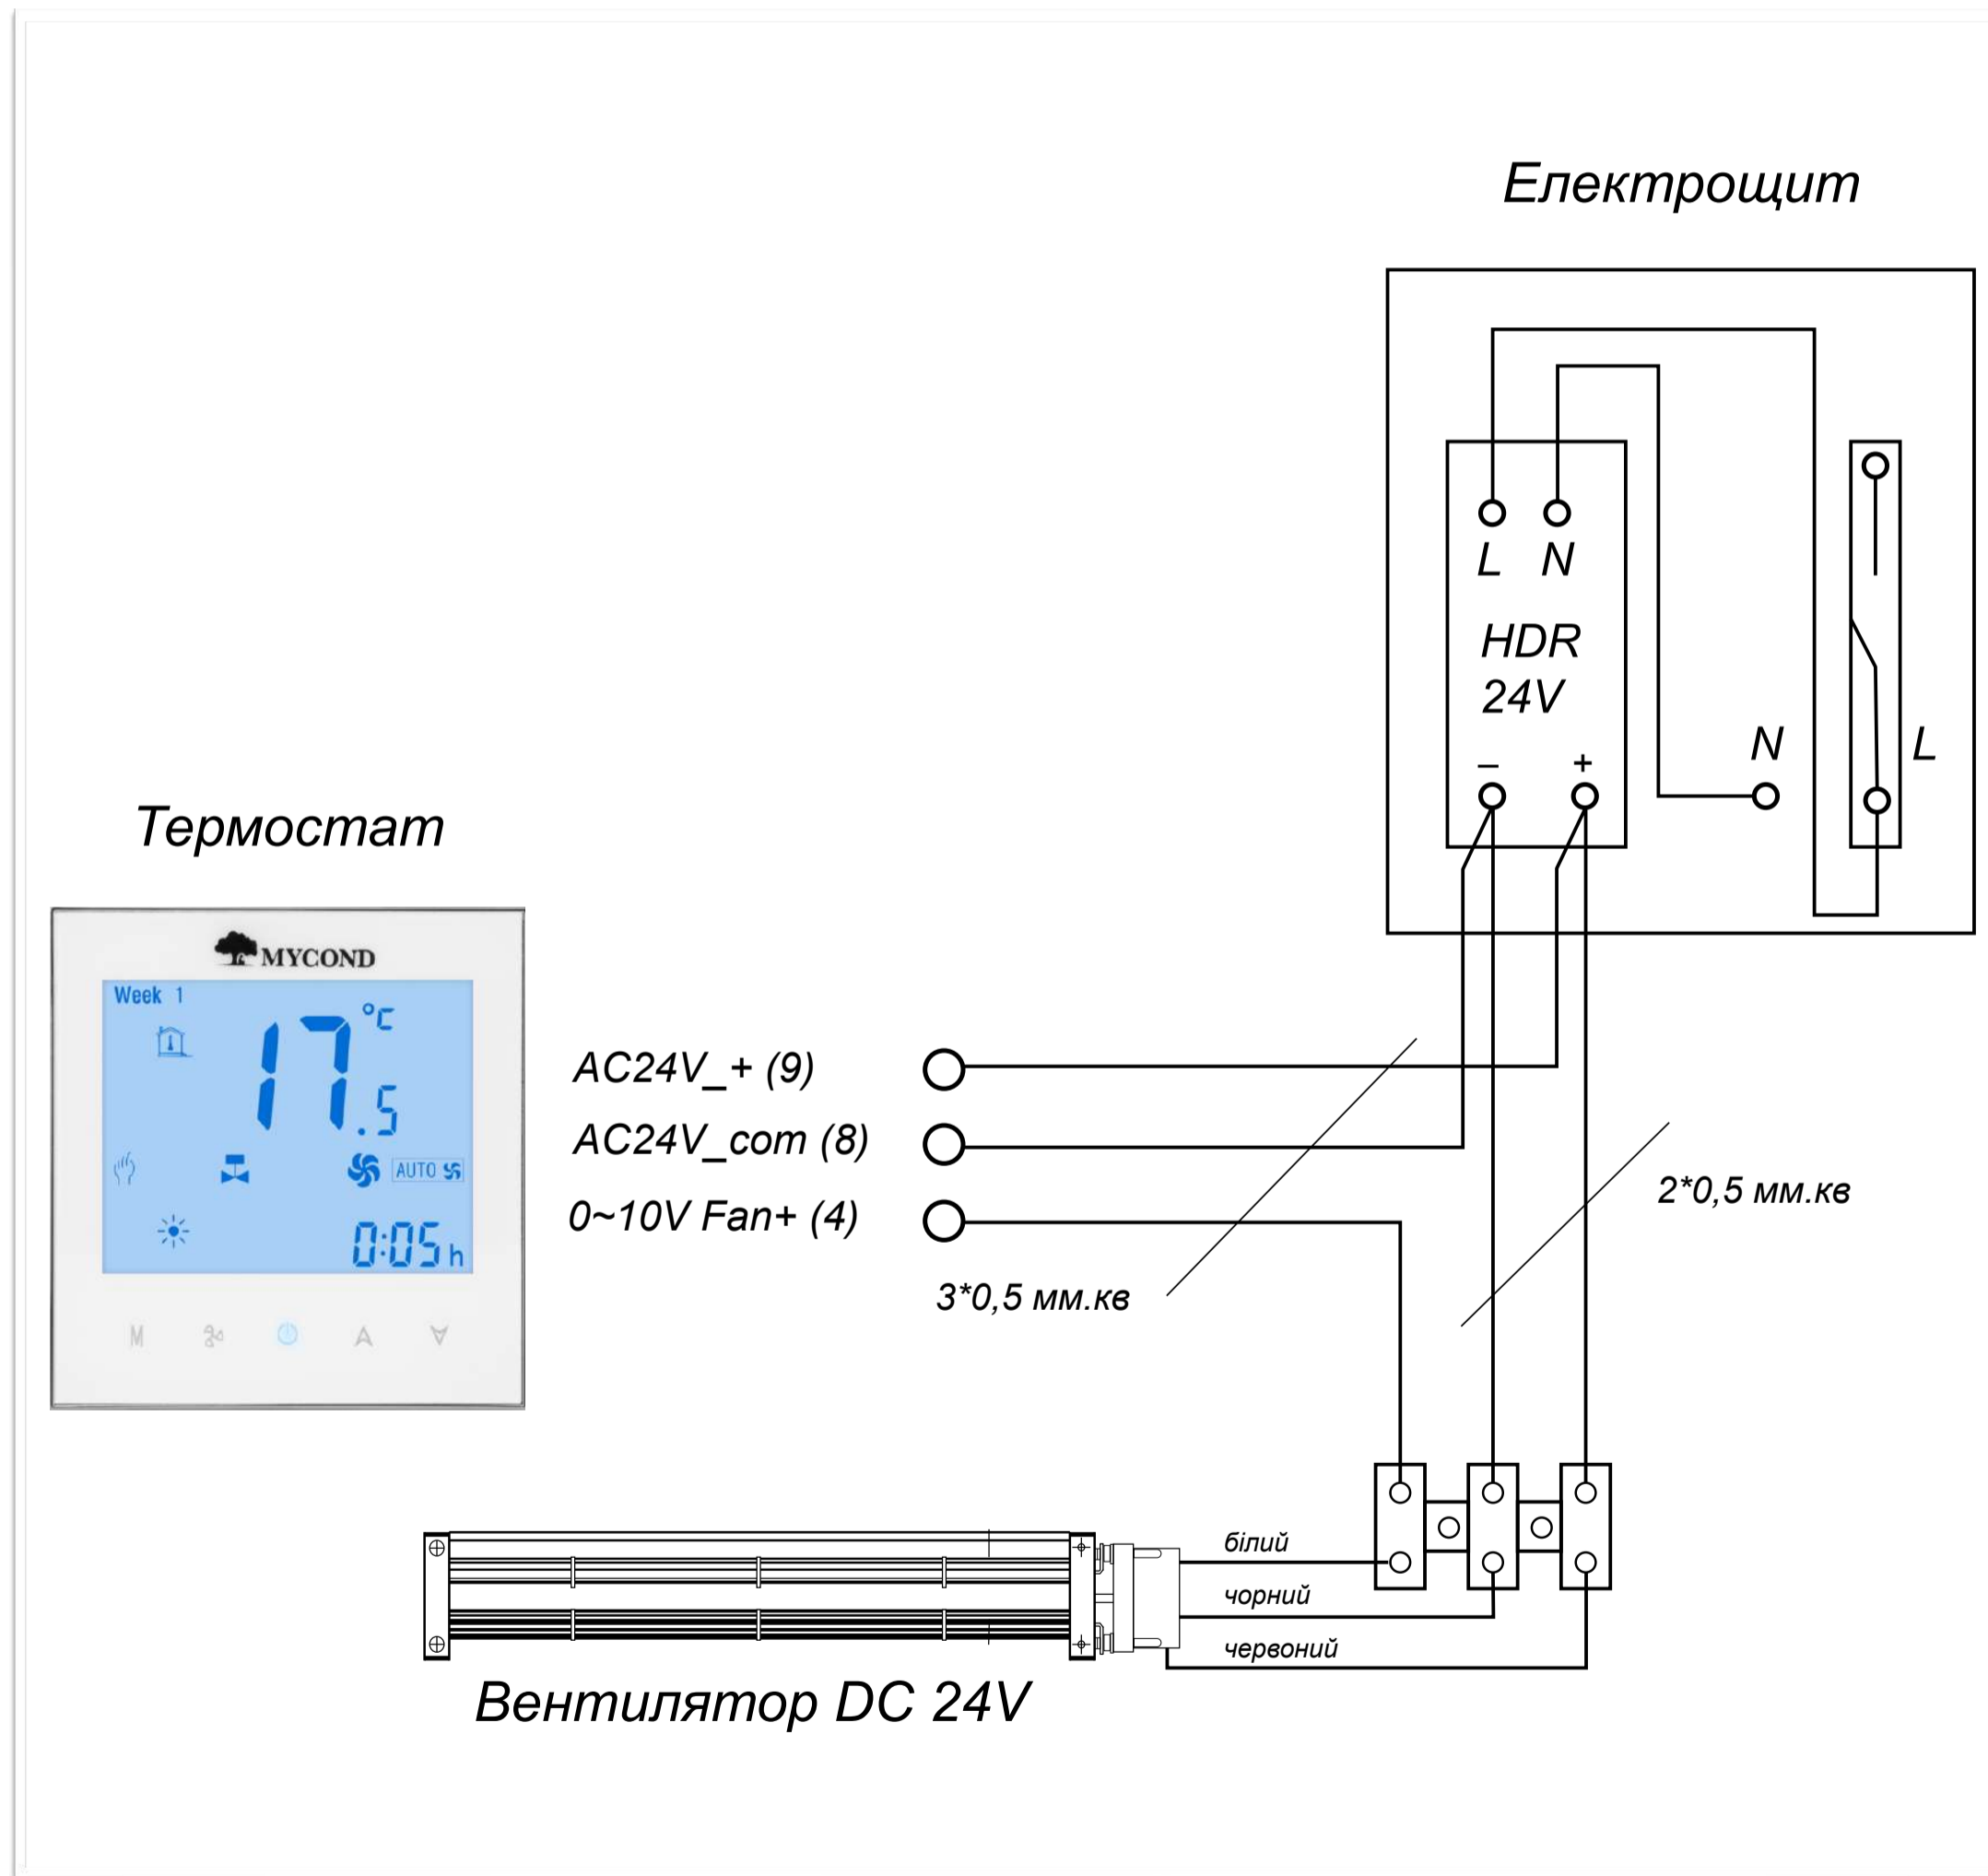 Електрощит
L N
HDR
24V
– +
N
L
Термостат
MYCOND
Week 1
17.5 °C
AUTO
0:05 h
M
AC24V_+ (9)
AC24V_com (8)
0~10V Fan+ (4)
3*0,5 мм.кв
2*0,5 мм.кв
білий
чорний
червоний
Вентилятор DC 24V